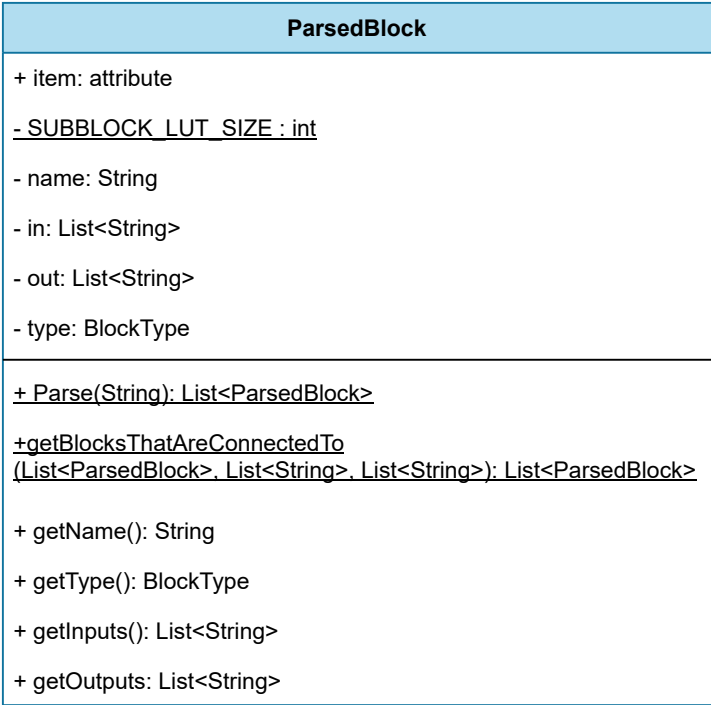 ParsedBlock
+ item: attribute
- SUBBLOCK_LUT_SIZE : int
- name: String
- in: List<String>
- out: List<String>
- type: BlockType
+ Parse(String): List<ParsedBlock>
+getBlocksThatAreConnectedTo
(List<ParsedBlock>, List<String>, List<String>): List<ParsedBlock>
+ getName(): String
+ getType(): BlockType
+ getInputs(): List<String>
+ getOutputs: List<String>